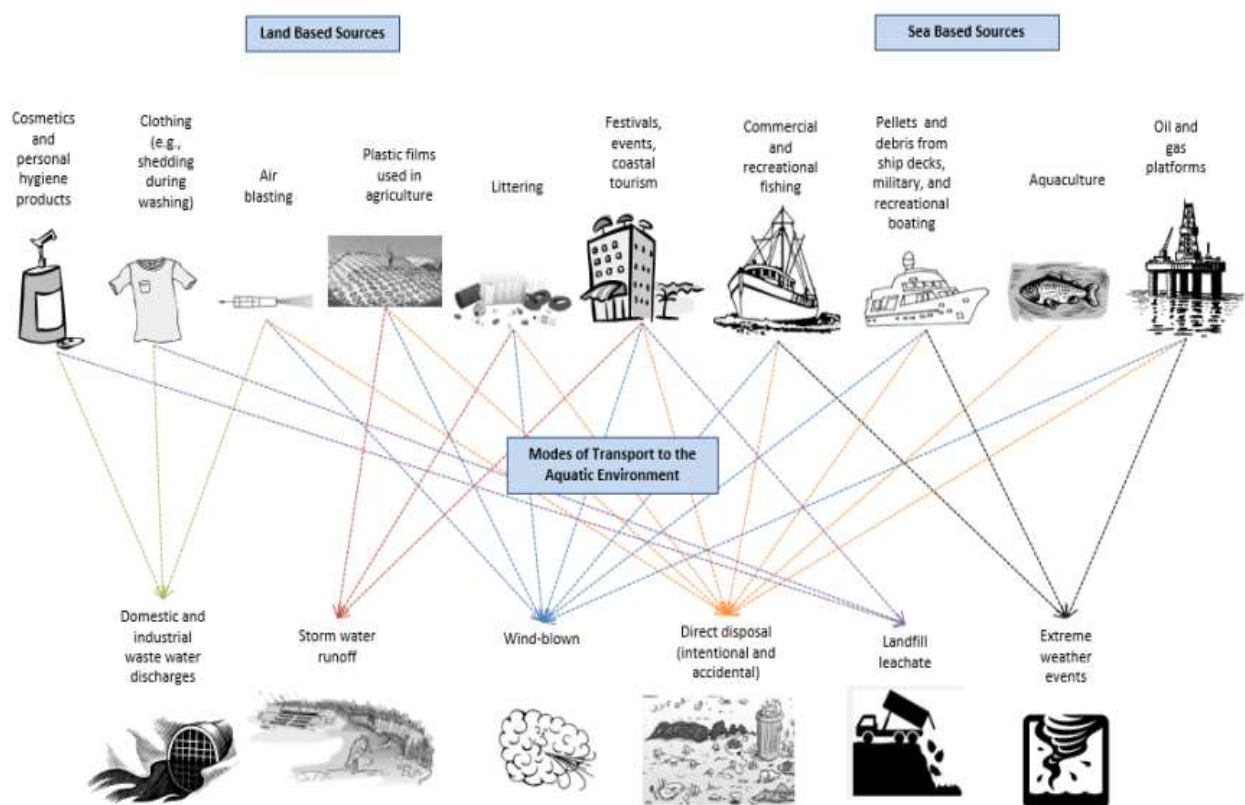 Land Based Sources
Sea Based Sources
Cosmetics
and
personal
hygiene
products
Clothing
(e.g.,
shedding
during
washing)
Air
blasting
Plastic films
used in
agriculture
Littering
Festivals,
events,
coastal
tourism
Commercial
and
recreational
fishing
Pellets and
debris from
ship decks,
military, and
recreational
boating
Aquaculture
Oil and
gas
platforms
Modes of Transport to the
Aquatic Environment
Domestic and
industrial
waste water
discharges
Storm water
runoff
Wind-blown
Direct disposal
(intentional and
accidental)
Landfill
leachate
Extreme
weather
events